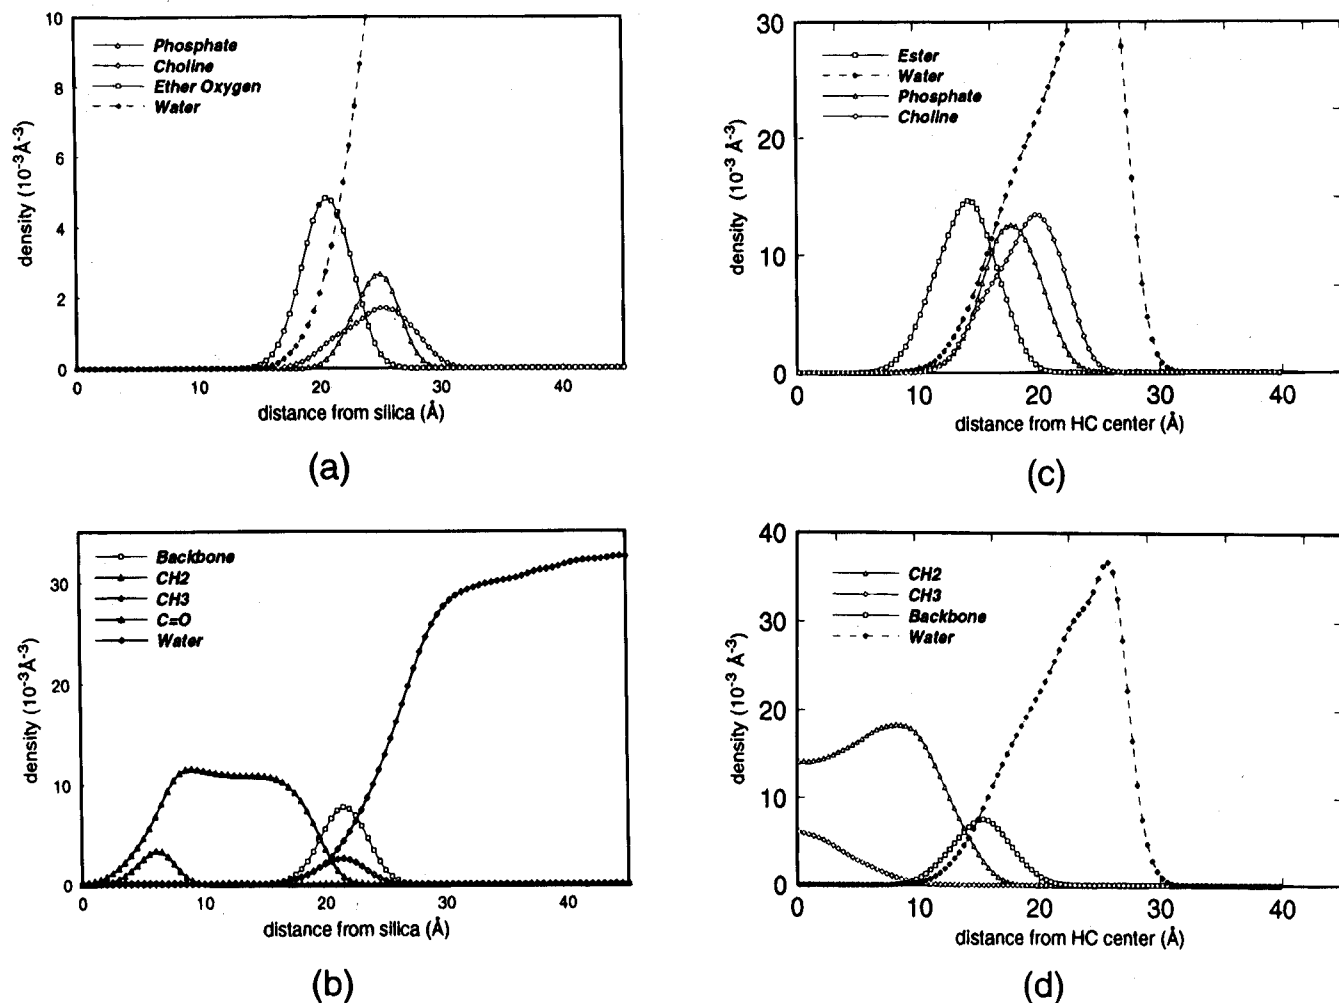 10
8
6
4
2
0
density (10⁻³Å⁻³)
Phosphate
Choline
Ether Oxygen
Water
0 10 20 30 40
distance from silica (Å)
(a)
30
20
10
0
density (10⁻³ Å⁻³)
Ester
Water
Phosphate
Choline
0 10 20 30 40
distance from HC center (Å)
(c)
30
20
10
0
density (10⁻³Å⁻³)
Backbone
CH2
CH3
C=O
Water
0 10 20 30 40
distance from silica (Å)
(b)
40
30
20
10
0
density (10⁻³ Å⁻³)
CH2
CH3
Backbone
Water
0 10 20 30 40
distance from HC center (Å)
(d)